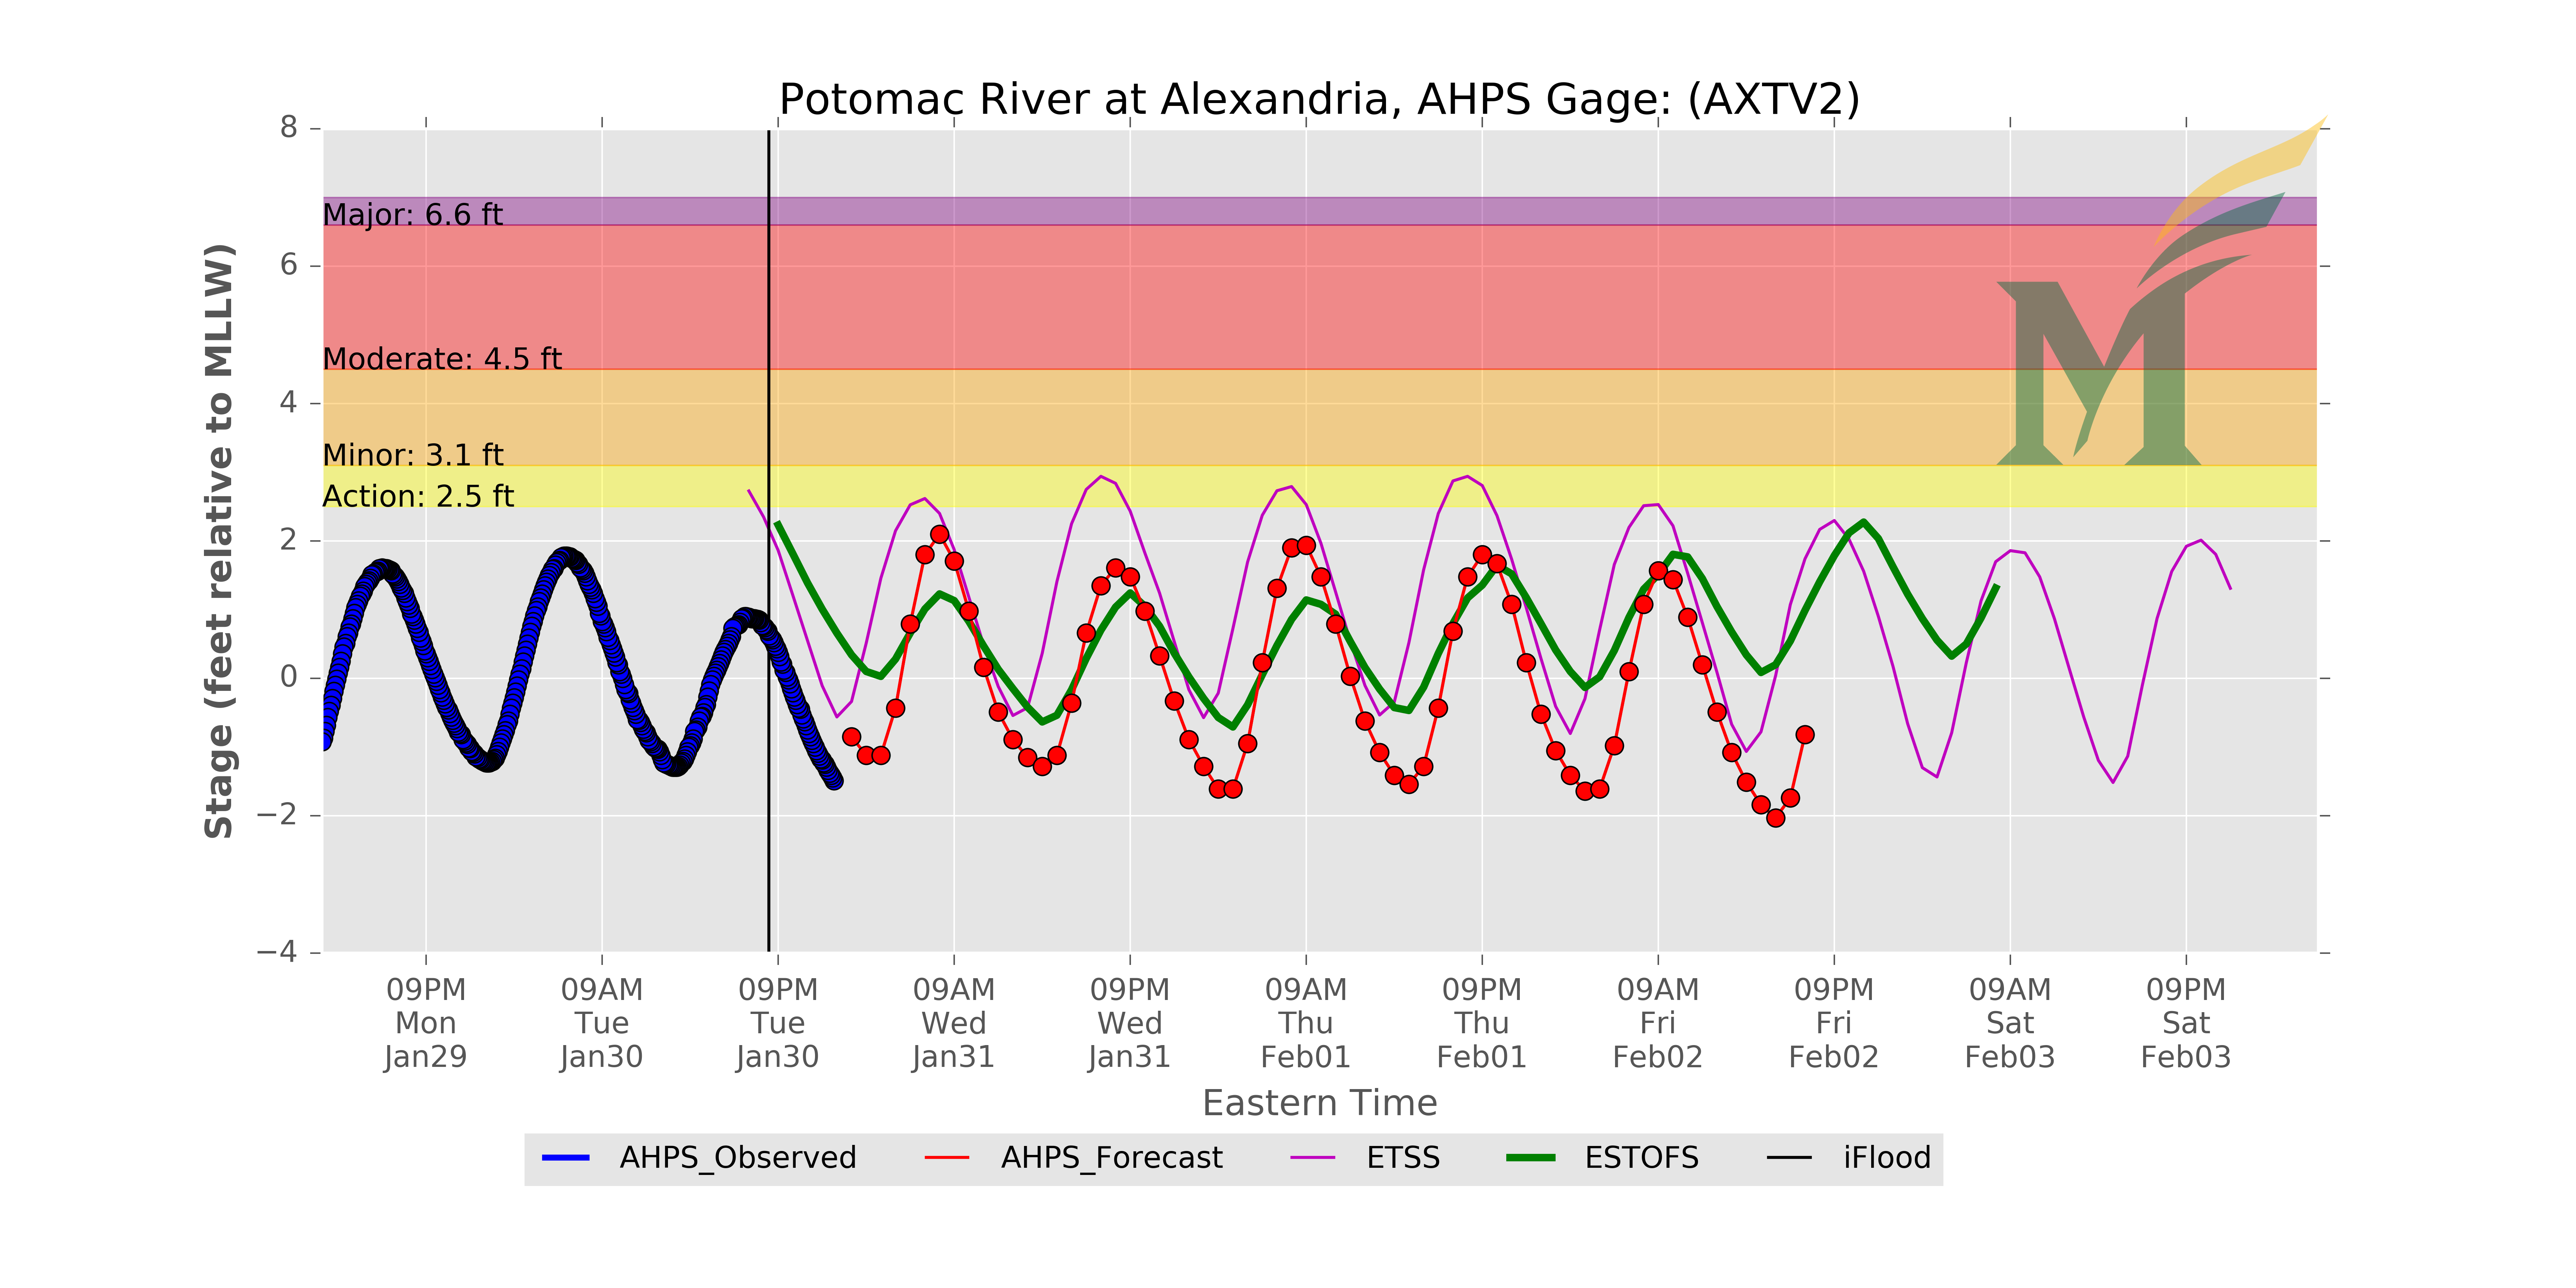 Potomac River at Alexandria, AHPS Gage: (AXTV2)
Stage (feet relative to MLLW)
8
6
4
2
0
−2
−4
Major: 6.6 ft
Moderate: 4.5 ft
Minor: 3.1 ft
Action: 2.5 ft
09PM 09AM 09PM 09AM 09PM 09AM 09PM 09AM 09PM 09AM 09PM
Mon Tue Tue Wed Wed Thu Thu Fri Fri Sat Sat
Jan29 Jan30 Jan30 Jan31 Jan31 Feb01 Feb01 Feb02 Feb02 Feb03 Feb03
Eastern Time
AHPS_Observed AHPS_Forecast ETSS ESTOFS iFlood